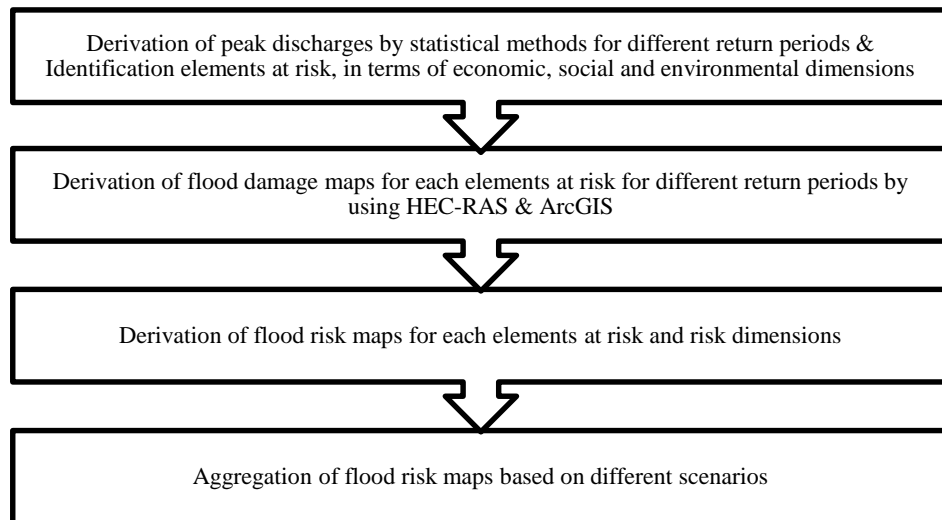 Derivation of peak discharges by statistical methods for different return periods &
Identification elements at risk, in terms of economic, social and environmental dimensions
Derivation of flood damage maps for each elements at risk for different return periods by
using HEC-RAS & ArcGIS
Derivation of flood risk maps for each elements at risk and risk dimensions
Aggregation of flood risk maps based on different scenarios